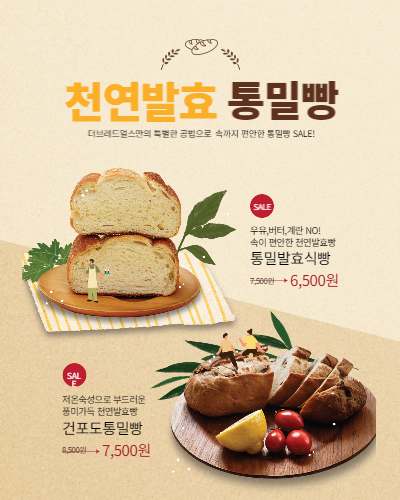 천연발효 통밀빵
더브레드얼스만의 특별한 공법으로 속까지 편안한 통밀빵 SALE!
SALE
우유,버터,계란 NO!
속이 편안한 천연발효빵
통밀발효식빵
7,500원 6,500원
SAL
E
저온숙성으로 부드러운
풍미가득 천연발효빵
건포도통밀빵
8,500원 7,500원